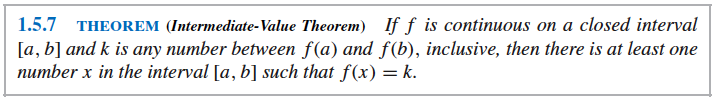 1.5.7 THEOREM (Intermediate-Value Theorem) If f is continuous on a closed interval
[a, b] and k is any number between f(a) and f(b), inclusive, then there is at least one
number x in the interval [a, b] such that f(x) = k.